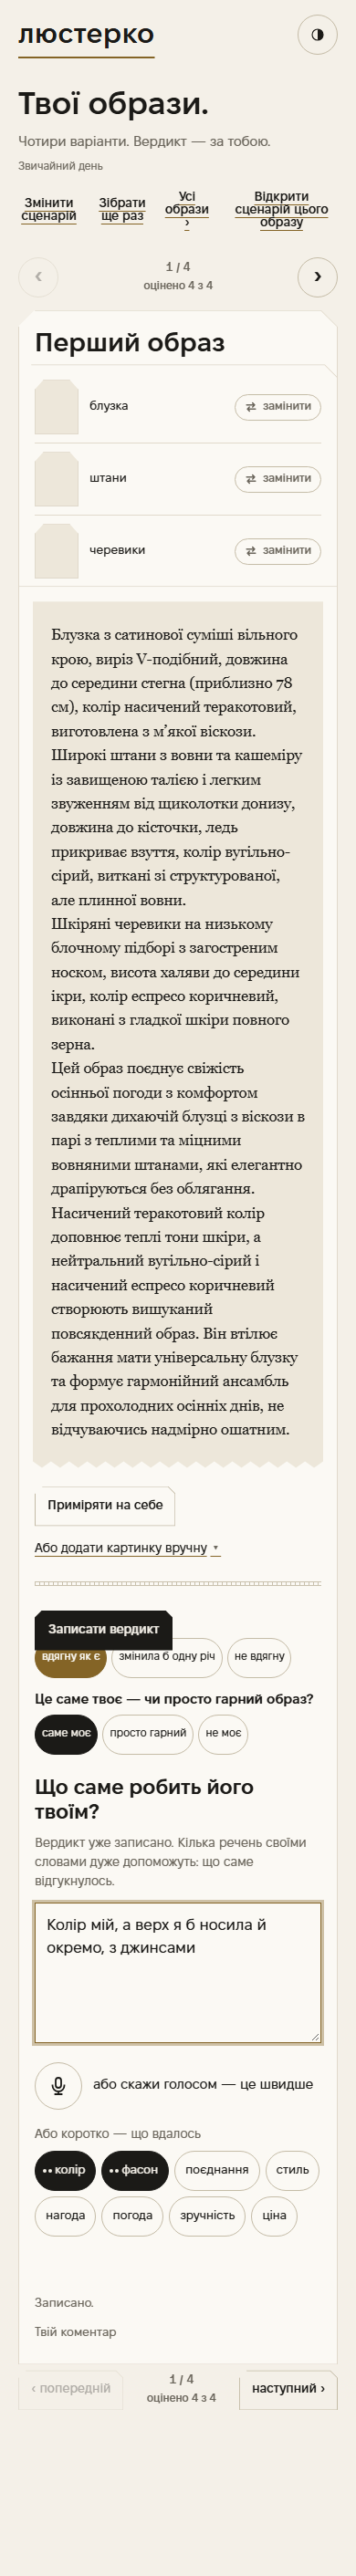 люстерко
Твої образи.
Чотири варіанти. Вердикт — за тобою.
Звичайний день
Змінити
сценарій
Зібрати
ще раз
Усі
образи
›
Відкрити
сценарій цього
образу
‹
1 / 4
оцінено 4 з 4
›
Перший образ
блузка
⇄ замінити
штани
⇄ замінити
черевики
⇄ замінити
Блузка з сатинової суміші вільного
крою, виріз V-подібний, довжина
до середини стегна (приблизно 78
см), колір насичений теракотовий,
виготовлена з м’якої віскози.
Широкі штани з вовни та кашеміру
із завищеною талією і легким
звуженням від щиколотки донизу,
довжина до кісточки, ледь
прикриває взуття, колір вугільно-
сірий, виткані зі структурованої,
але плинної вовни.
Шкіряні черевики на низькому
блочному підборі з загостреним
носком, висота халяви до середини
ікри, колір еспресо коричневий,
виконані з гладкої шкіри повного
зерна.
Цей образ поєднує свіжість
осінньої погоди з комфортом
завдяки дихаючій блузці з віскози в
парі з теплими та міцними
вовняними штанами, які елегантно
драпіруються без облягання.
Насичений теракотовий колір
доповнює теплі тони шкіри, а
нейтральний вугільно-сірий і
насичений еспресо коричневий
створюють вишуканий
повсякденний образ. Він втілює
бажання мати універсальну блузку
та формує гармонійний ансамбль
для прохолодних осінніх днів, не
відчуваючись надмірно ошатним.
Приміряти на себе
Або додати картинку вручну ▾
Записати вердикт
вдягну як є
змінила б одну річ
не вдягну
Це саме твоє — чи просто гарний образ?
саме моє
просто гарний
не моє
Що саме робить його
твоїм?
Вердикт уже записано. Кілька речень своїми
словами дуже допоможуть: що саме
відгукнулось.
Колір мій, а верх я б носила й
окремо, з джинсами
або скажи голосом — це швидше
Або коротко — що вдалось
колір
фасон
поєднання
стиль
нагода
погода
зручність
ціна
Записано.
Твій коментар
‹ попередній
1 / 4
оцінено 4 з 4
наступний ›